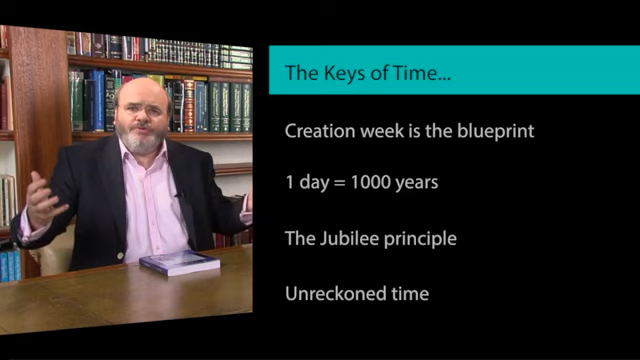 The Keys of Time...
Creation week is the blueprint
1 day = 1000 years
The Jubilee principle
Unreckoned time